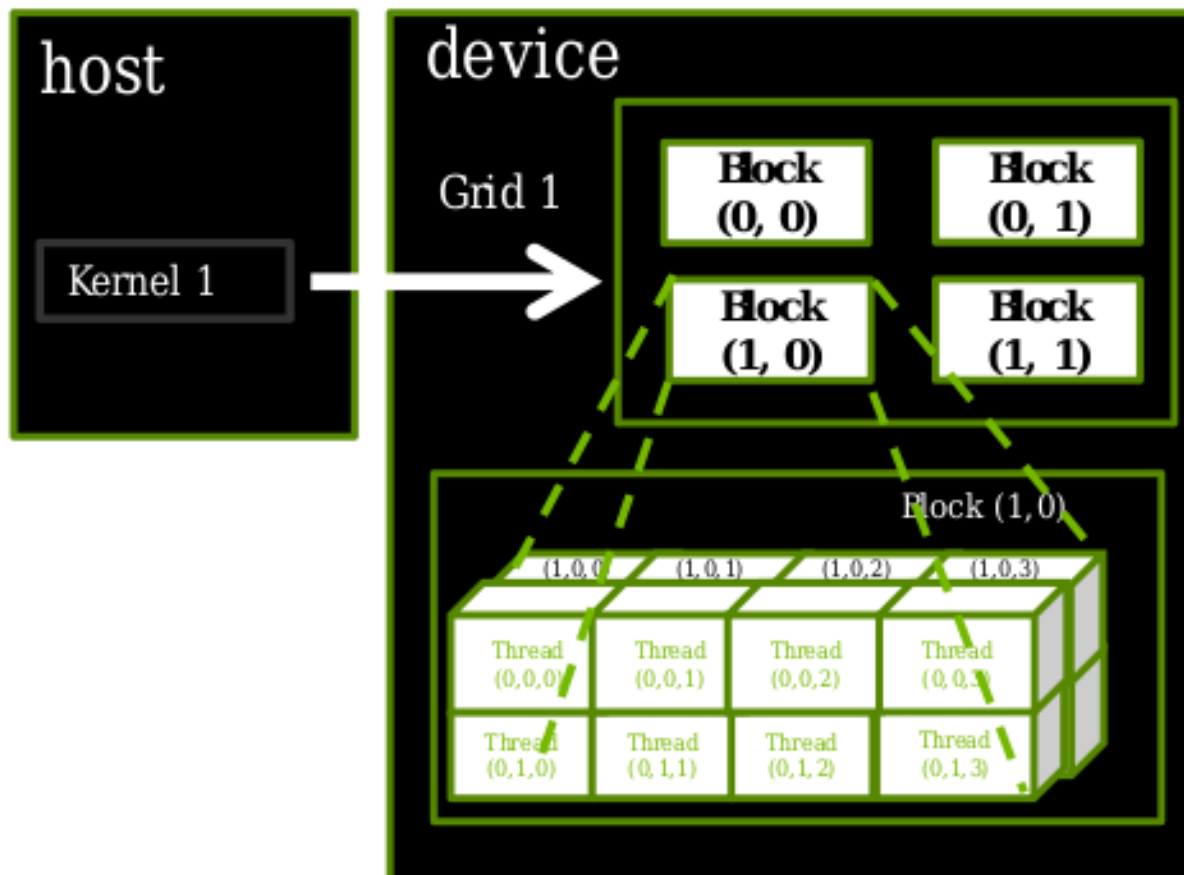 host
device
Grid 1
Kernel 1
Block
(0, 0)
Block
(0, 1)
Block
(1, 0)
Block
(1, 1)
Block (1,0)
(1,0,0)
(1,0,1)
(1,0,2)
(1,0,3)
Thread
(0,0,0)
Thread
(0,0,1)
Thread
(0,0,2)
Thread
(0,0,3)
Thread
(0,1,0)
Thread
(0,1,1)
Thread
(0,1,2)
Thread
(0,1,3)